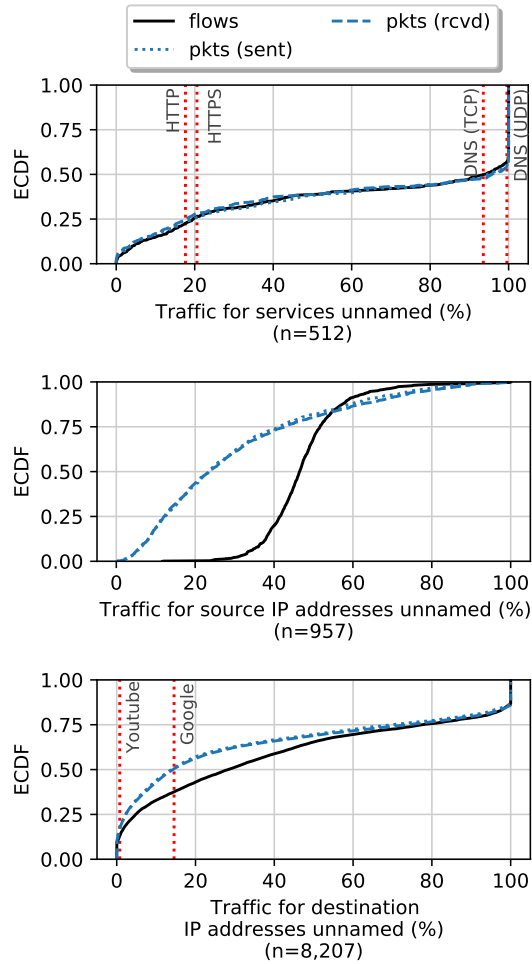 flows
pkts (sent)
pkts (rcvd)
1.00
0.75
0.50
0.25
0.00
ECDF
HTTP
HTTPS
DNS (TCP)
DNS (UDP)
0 20 40 60 80 100
Traffic for services unnamed (%)
(n=512)
1.00
0.75
0.50
0.25
0.00
ECDF
0 20 40 60 80 100
Traffic for source IP addresses unnamed (%)
(n=957)
1.00
0.75
0.50
0.25
0.00
ECDF
Youtube
Google
0 20 40 60 80 100
Traffic for destination
IP addresses unnamed (%)
(n=8,207)